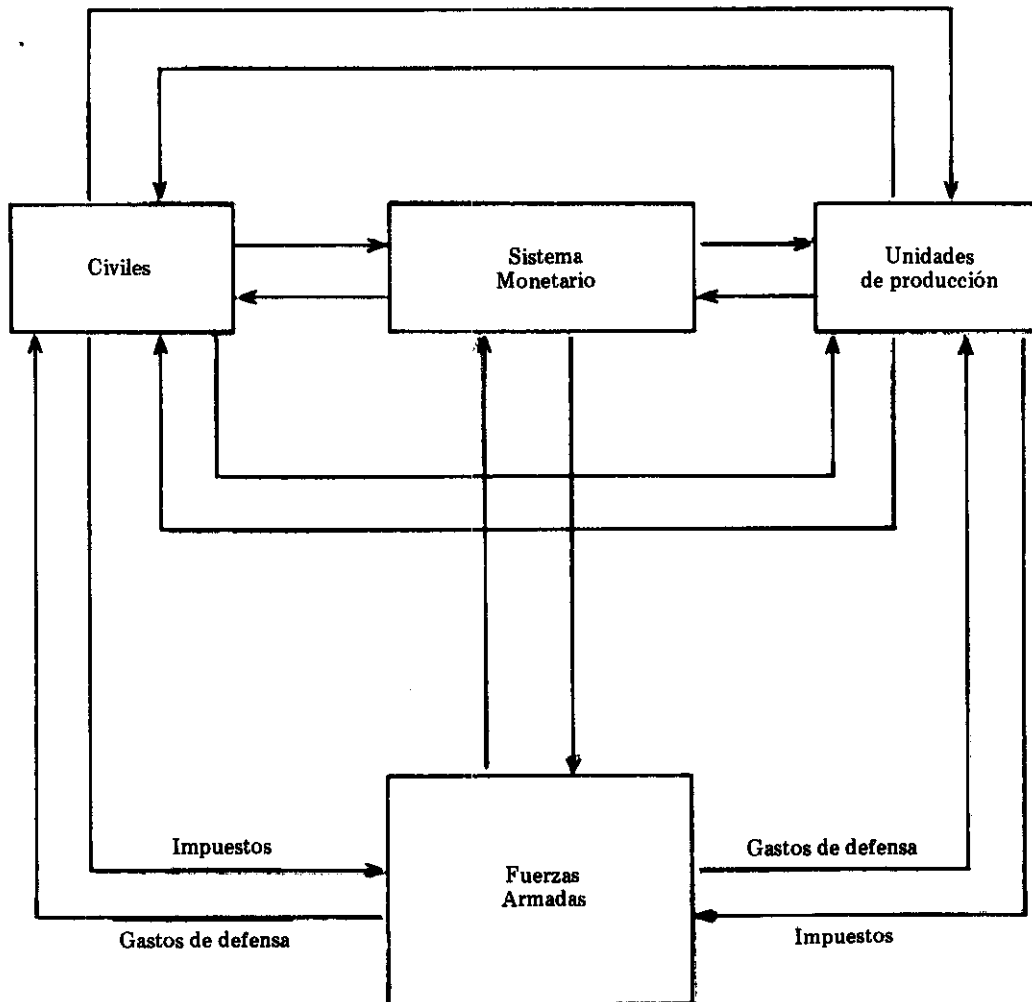 Civiles
Sistema
Monetario
Unidades
de producción
Impuestos
Gastos de defensa
Fuerzas
Armadas
Gastos de defensa
Impuestos